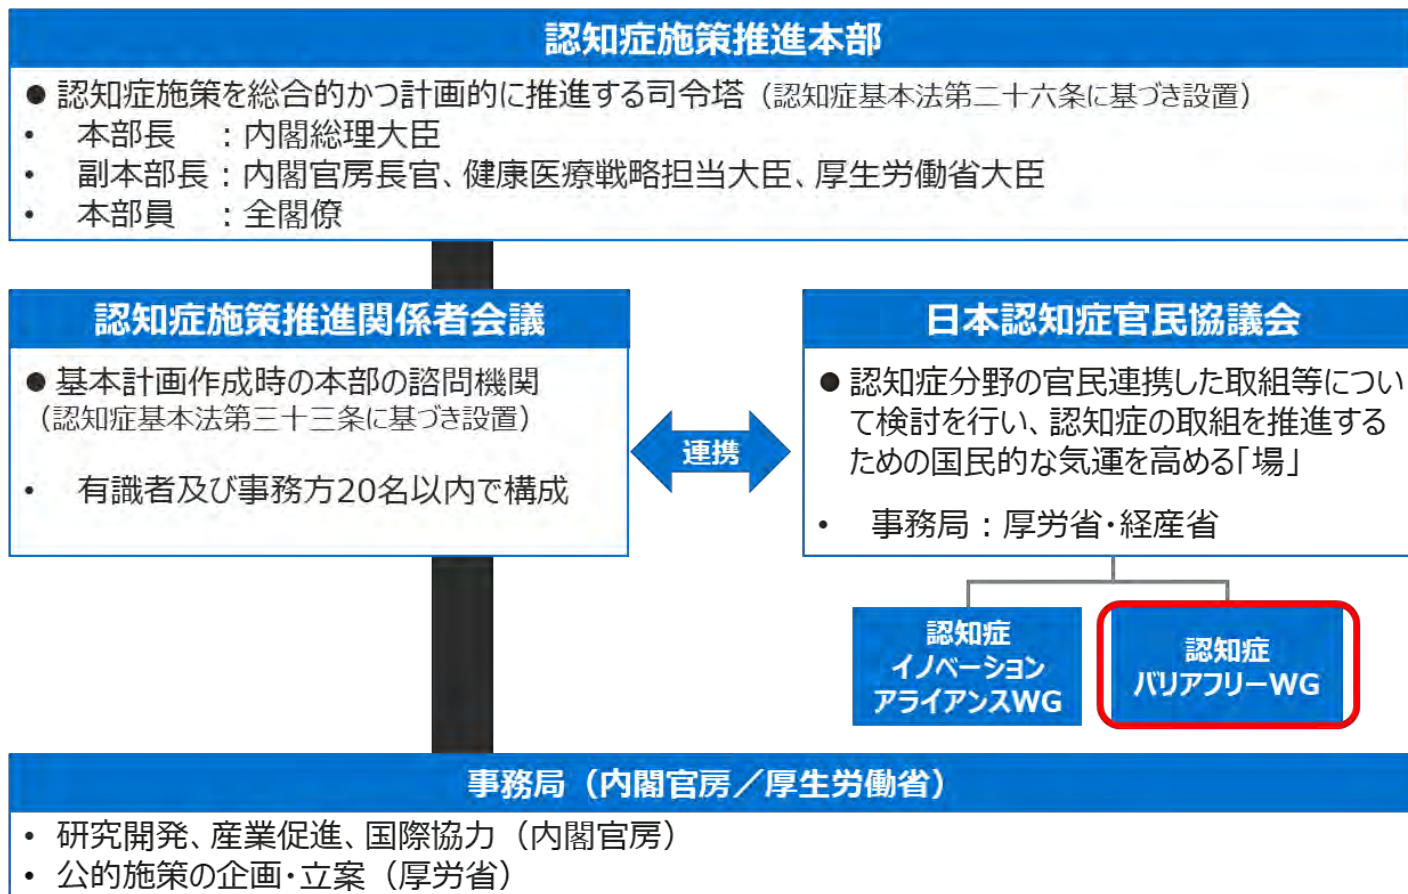 認知症施策推進本部
● 認知症施策を総合的かつ計画的に推進する司令塔（認知症基本法第二十六条に基づき設置）
• 本部長　：内閣総理大臣
• 副本部長：内閣官房長官、健康医療戦略担当大臣、厚生労働省大臣
• 本部員　：全閣僚
認知症施策推進関係者会議
● 基本計画作成時の本部の諮問機関
（認知症基本法第三十三条に基づき設置）
• 有識者及び事務方20名以内で構成
連携
日本認知症官民協議会
● 認知症分野の官民連携した取組等につい
て検討を行い、認知症の取組を推進する
ための国民的な気運を高める「場」
• 事務局：厚労省・経産省
認知症
イノベーション
アライアンスWG
認知症
バリアフリーWG
事務局（内閣官房／厚生労働省）
• 研究開発、産業促進、国際協力（内閣官房）
• 公的施策の企画・立案（厚労省）